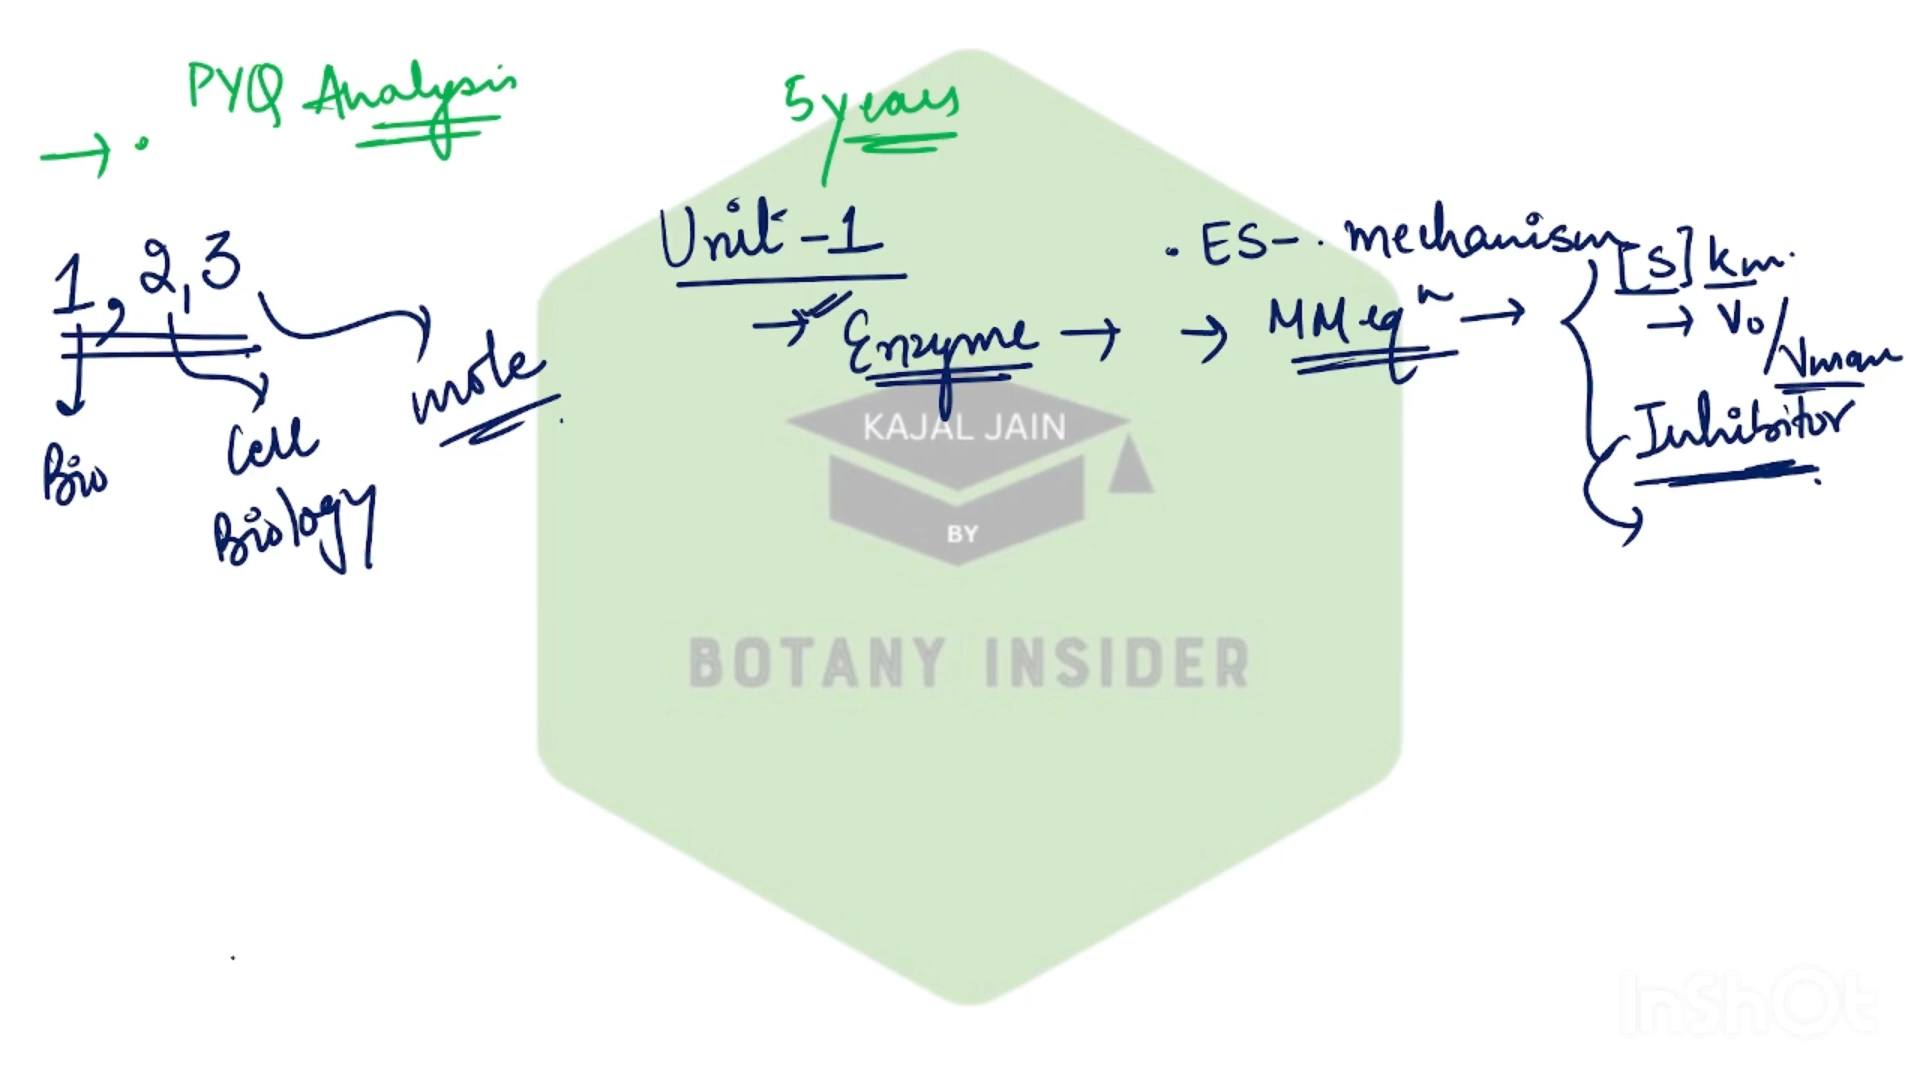 PYQ Analysis
→ •
5 years
1, 2, 3
Bio
Cell
Biology
mole
Unit-1
→ Enzyme → → MM eqⁿ →
. ES- . mechanism
[S] km.
→ V₀/Vmax
Inhibitor
KAJAL JAIN
BY
BOTANY INSIDER
InShOt